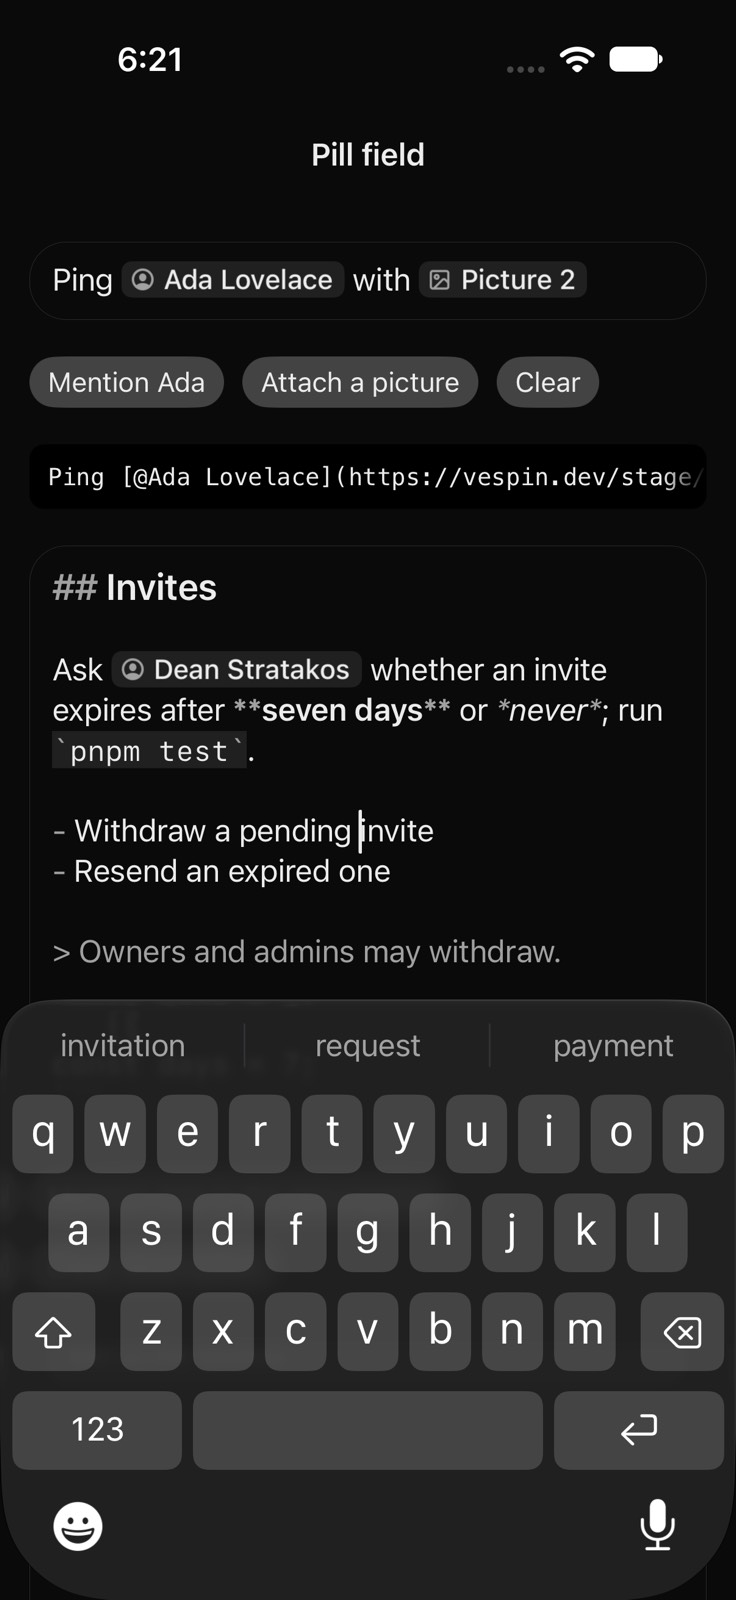 6:21
Pill field
Ping Ada Lovelace with Picture 2
Mention Ada
Attach a picture
Clear
Ping [@Ada Lovelace](https://vespin.dev/stage/
## Invites
Ask Dean Stratakos whether an invite
expires after **seven days** or *never*; run
`pnpm test`.
- Withdraw a pending invite
- Resend an expired one
> Owners and admins may withdraw.
invitation request payment
q w e r t y u i o p
a s d f g h j k l
z x c v b n m
123